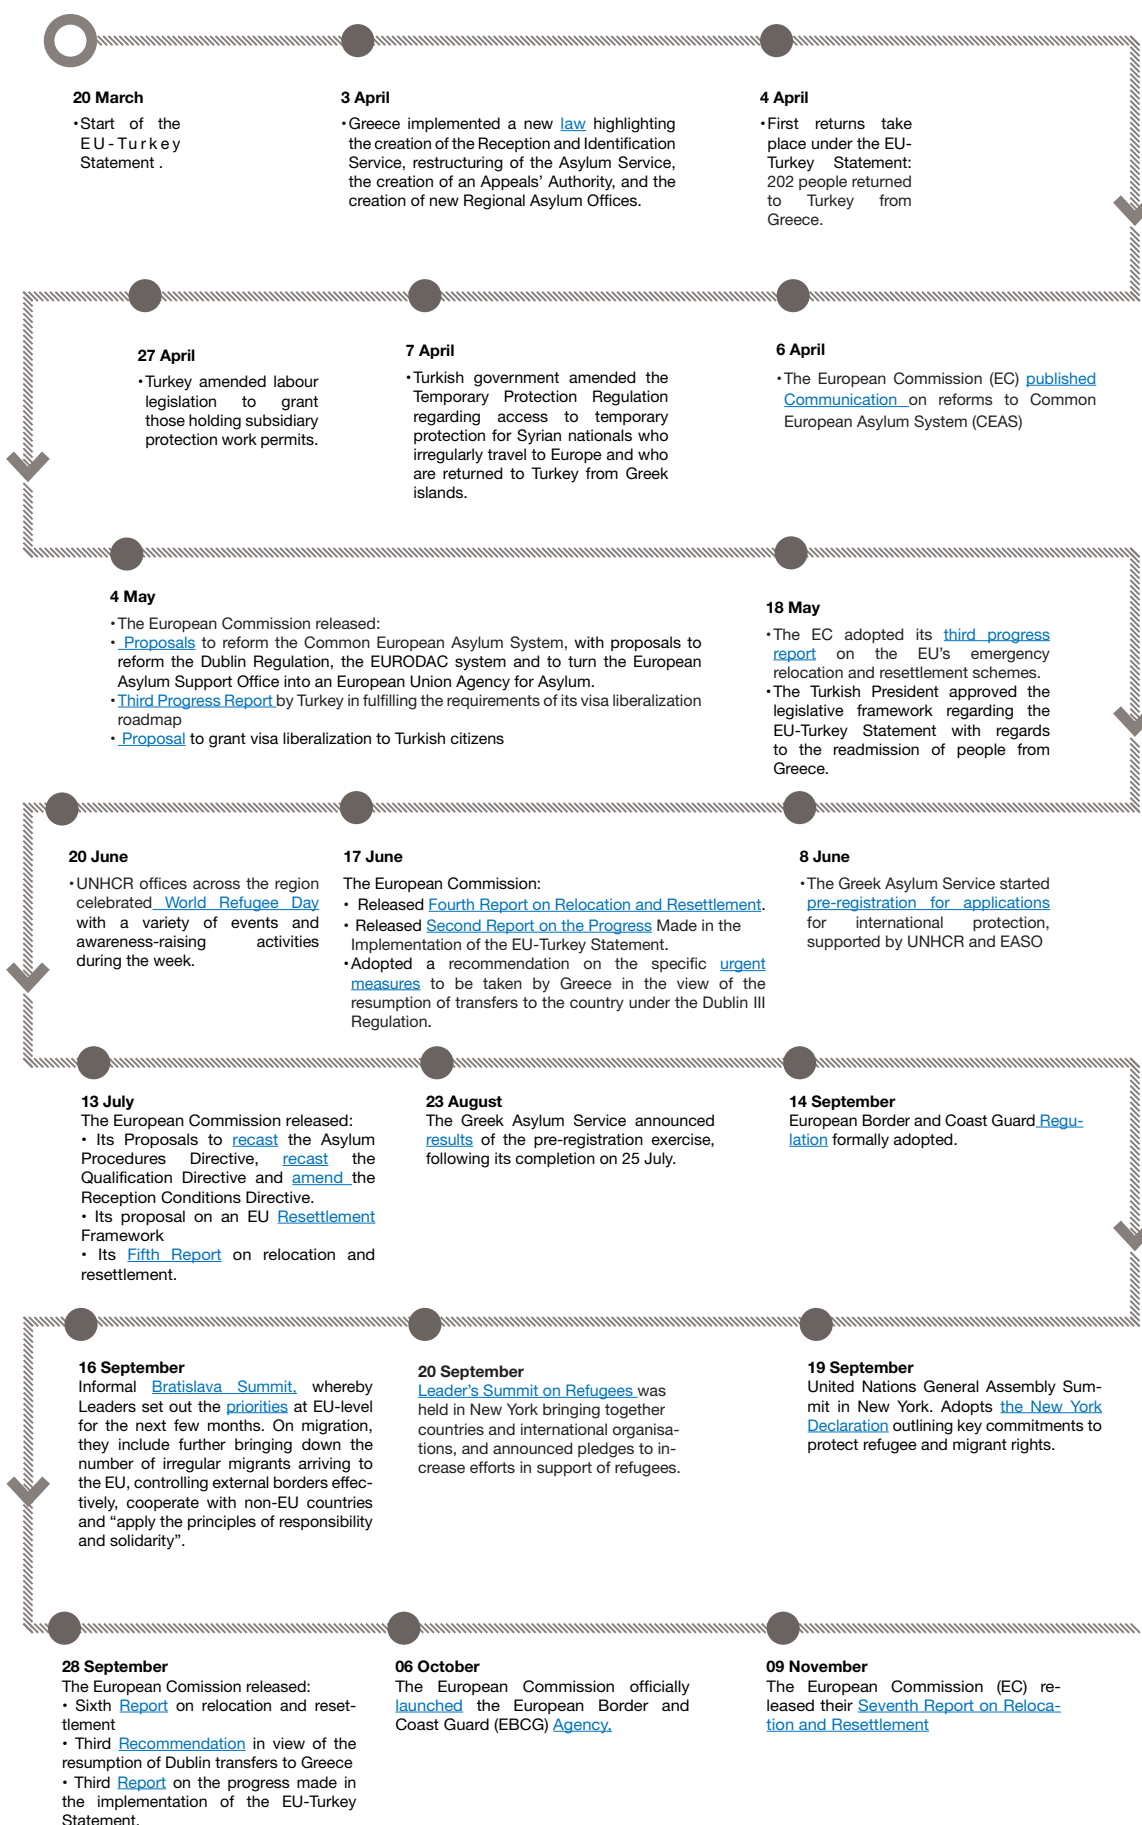 20 March
•Start of the
EU-Turkey
Statement .
3 April
•Greece implemented a new law highlighting
the creation of the Reception and Identification
Service, restructuring of the Asylum Service,
the creation of an Appeals’ Authority, and the
creation of new Regional Asylum Offices.
4 April
•First returns take
place under the EU-
Turkey Statement:
202 people returned
to Turkey from
Greece.
27 April
•Turkey amended labour
legislation to grant
those holding subsidiary
protection work permits.
7 April
•Turkish government amended the
Temporary Protection Regulation
regarding access to temporary
protection for Syrian nationals who
irregularly travel to Europe and who
are returned to Turkey from Greek
islands.
6 April
•The European Commission (EC) published
Communication on reforms to Common
European Asylum System (CEAS)
4 May
•The European Commission released:
• Proposals to reform the Common European Asylum System, with proposals to
reform the Dublin Regulation, the EURODAC system and to turn the European
Asylum Support Office into an European Union Agency for Asylum.
•Third Progress Report by Turkey in fulfilling the requirements of its visa liberalization
roadmap
• Proposal to grant visa liberalization to Turkish citizens
18 May
•The EC adopted its third progress
report on the EU’s emergency
relocation and resettlement schemes.
•The Turkish President approved the
legislative framework regarding the
EU-Turkey Statement with regards
to the readmission of people from
Greece.
20 June
•UNHCR offices across the region
celebrated World Refugee Day
with a variety of events and
awareness-raising activities
during the week.
17 June
The European Commission:
• Released Fourth Report on Relocation and Resettlement.
• Released Second Report on the Progress Made in the
Implementation of the EU-Turkey Statement.
•Adopted a recommendation on the specific urgent
measures to be taken by Greece in the view of the
resumption of transfers to the country under the Dublin III
Regulation.
8 June
•The Greek Asylum Service started
pre-registration for applications
for international protection,
supported by UNHCR and EASO
13 July
The European Commission released:
• Its Proposals to recast the Asylum
Procedures Directive, recast the
Qualification Directive and amend the
Reception Conditions Directive.
• Its proposal on an EU Resettlement
Framework
• Its Fifth Report on relocation and
resettlement.
23 August
The Greek Asylum Service announced
results of the pre-registration exercise,
following its completion on 25 July.
14 September
European Border and Coast Guard Regu-
lation formally adopted.
16 September
Informal Bratislava Summit, whereby
Leaders set out the priorities at EU-level
for the next few months. On migration,
they include further bringing down the
number of irregular migrants arriving to
the EU, controlling external borders effec-
tively, cooperate with non-EU countries
and “apply the principles of responsibility
and solidarity”.
20 September
Leader’s Summit on Refugees was
held in New York bringing together
countries and international organisa-
tions, and announced pledges to in-
crease efforts in support of refugees.
19 September
United Nations General Assembly Sum-
mit in New York. Adopts the New York
Declaration outlining key commitments to
protect refugee and migrant rights.
28 September
The European Comission released:
• Sixth Report on relocation and reset-
tlement
• Third Recommendation in view of the
resumption of Dublin transfers to Greece
• Third Report on the progress made in
the implementation of the EU-Turkey
Statement.
06 October
The European Commission officially
launched the European Border and
Coast Guard (EBCG) Agency,
09 November
The European Commission (EC) re-
leased their Seventh Report on Reloca-
tion and Resettlement